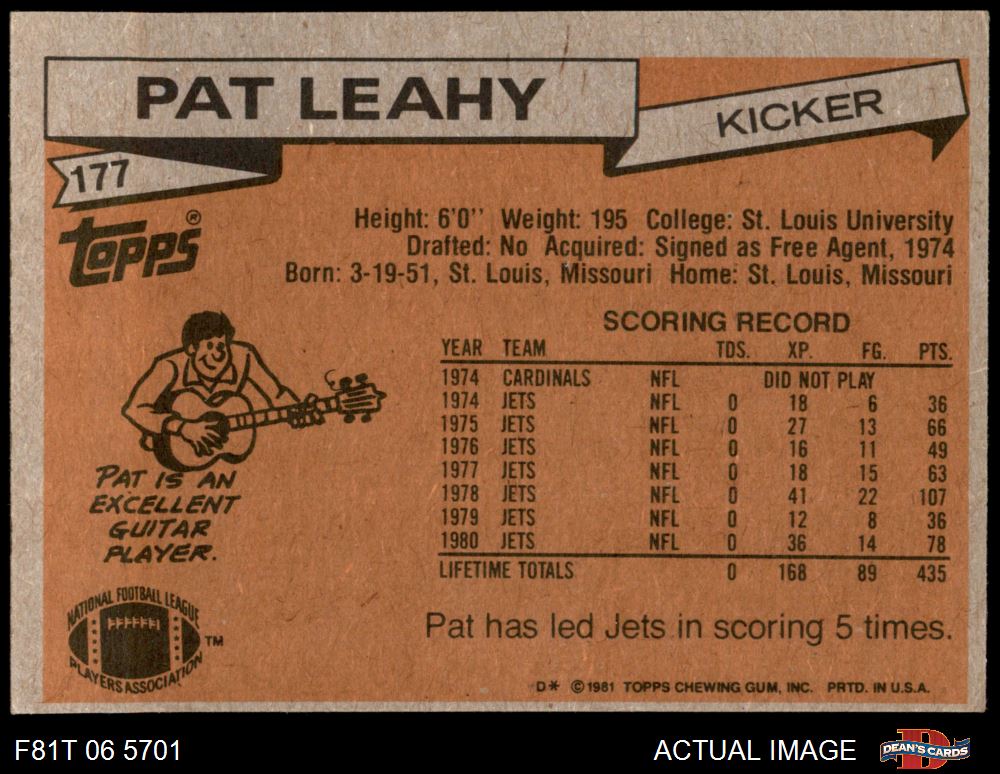 PAT LEAHY
KICKER
177
topps®
Height: 6'0'' Weight: 195 College: St. Louis University
Drafted: No Acquired: Signed as Free Agent, 1974
Born: 3-19-51, St. Louis, Missouri Home: St. Louis, Missouri
SCORING RECORD
YEAR TEAM TDS. XP. FG. PTS.
1974 CARDINALS NFL DID NOT PLAY
1974 JETS NFL 0 18 6 36
1975 JETS NFL 0 27 13 66
1976 JETS NFL 0 16 11 49
1977 JETS NFL 0 18 15 63
1978 JETS NFL 0 41 22 107
1979 JETS NFL 0 12 8 36
1980 JETS NFL 0 36 14 78
LIFETIME TOTALS 0 168 89 435
PAT IS AN
EXCELLENT
GUITAR
PLAYER.
NATIONAL FOOTBALL LEAGUE
PLAYERS ASSOCIATION
TM
Pat has led Jets in scoring 5 times.
D* ©1981 TOPPS CHEWING GUM, INC. PRTD. IN U.S.A.
F81T 06 5701
ACTUAL IMAGE
DEAN'S CARDS